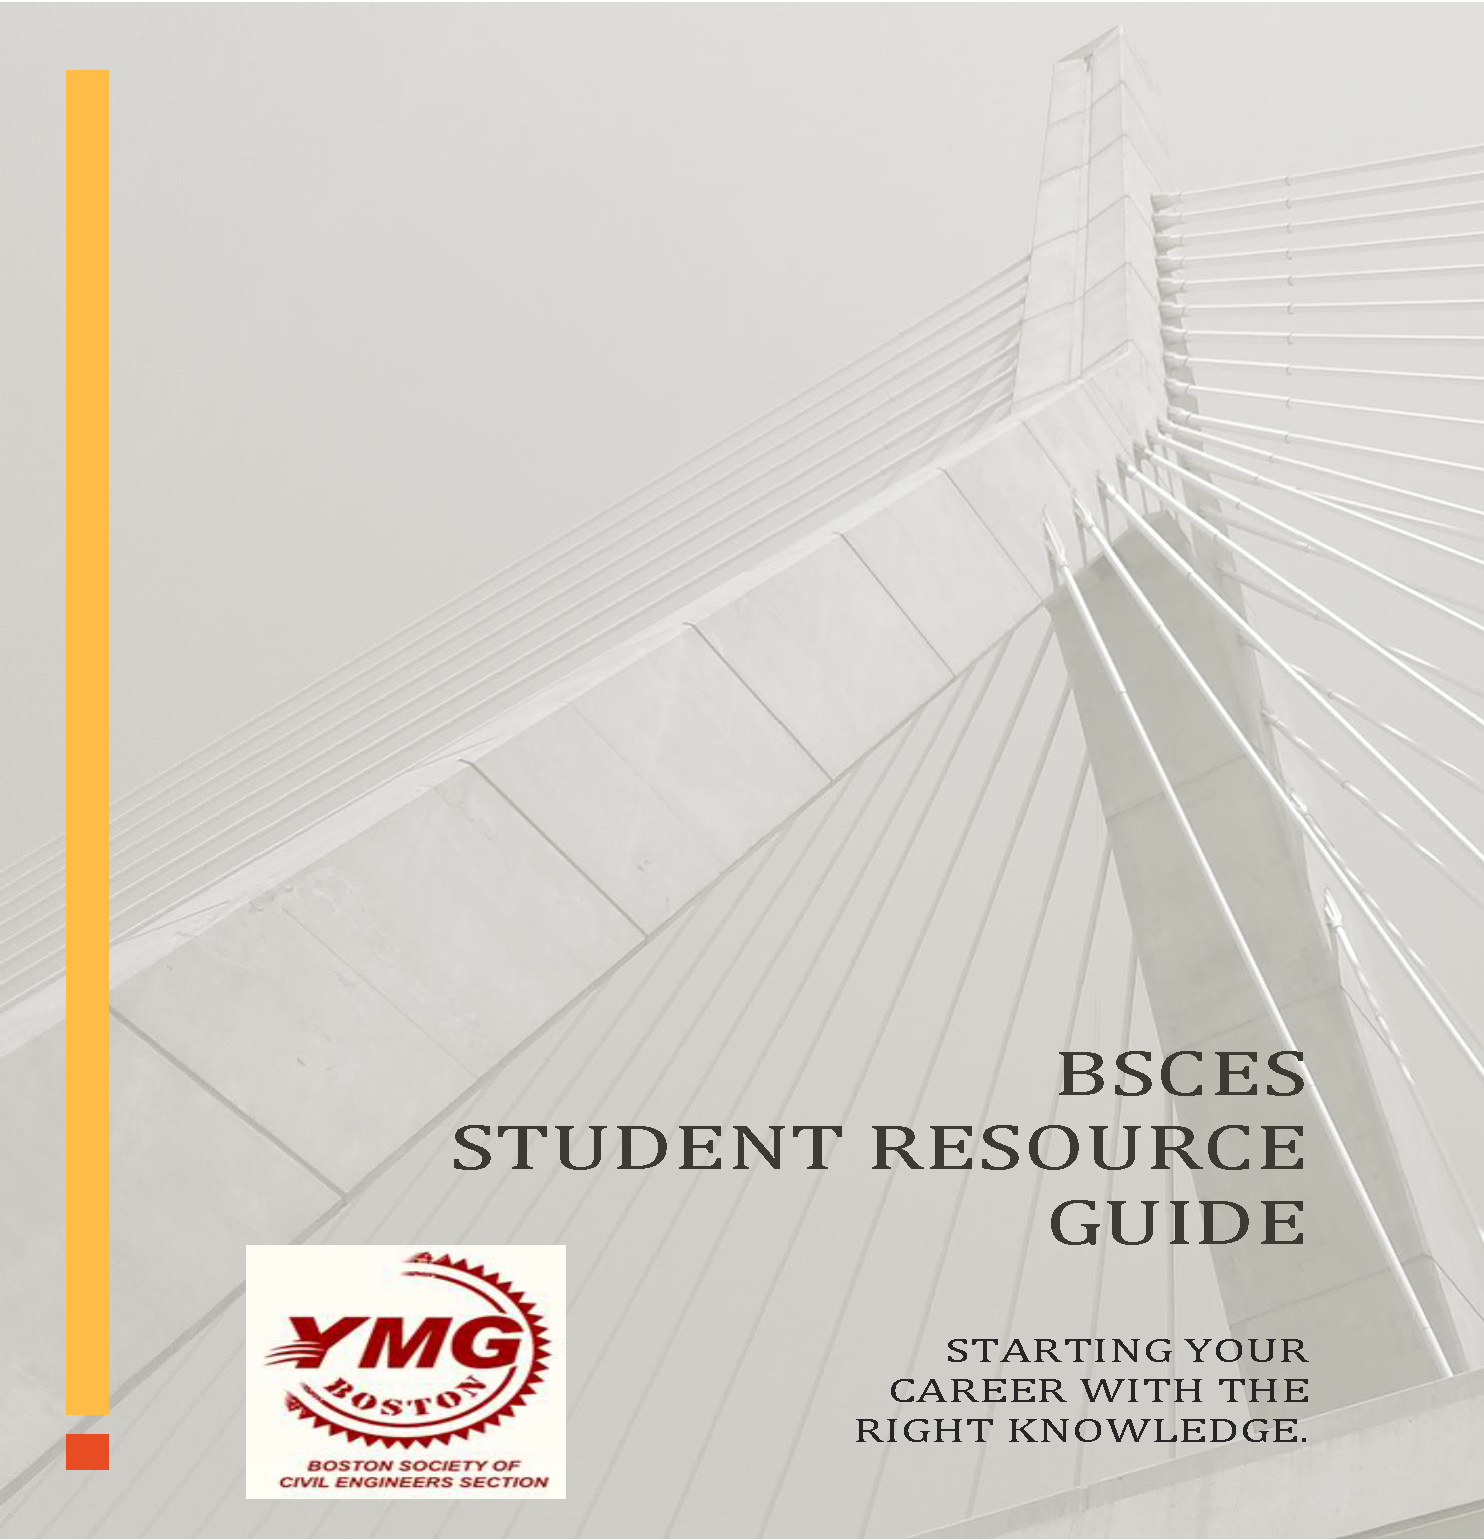 BSCES
STUDENT RESOURCE
GUIDE
STARTING YOUR
CAREER WITH THE
RIGHT KNOWLEDGE.
YMG
BOSTON
BOSTON SOCIETY OF
CIVIL ENGINEERS SECTION